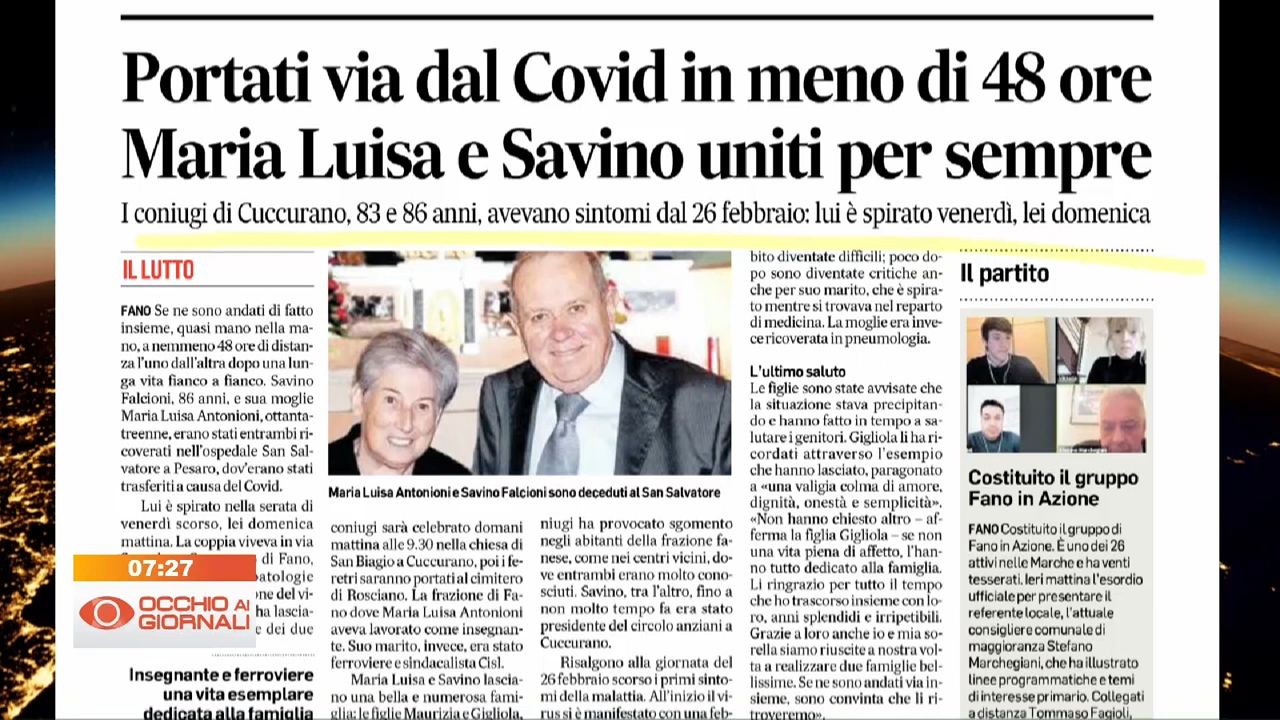 Portati via dal Covid in meno di 48 ore
Maria Luisa e Savino uniti per sempre
I coniugi di Cuccurano, 83 e 86 anni, avevano sintomi dal 26 febbraio: lui è spirato venerdì, lei domenica
IL LUTTO
FANO Se ne sono andati di fatto
insieme, quasi mano nella ma-
no, a nemmeno 48 ore di distan-
za l'uno dall'altra dopo una lun-
ga vita fianco a fianco. Savino
Falcioni, 86 anni, e sua moglie
Maria Luisa Antonioni, ottanta-
treenne, erano stati entrambi ri-
coverati nell'ospedale San Sal-
vatore a Pesaro, dov'erano stati
trasferiti a causa del Covid.
Lui è spirato nella serata di
venerdì scorso, lei domenica
mattina. La coppia viveva in via
di Fano,
ne del vi-
ha lascia-
e dei due
07:27
OCCHIO AI
GIORNALI
Insegnante e ferroviere
una vita esemplare
dedicata alla famiglia
Maria Luisa Antonioni e Savino Falcioni sono deceduti al San Salvatore
coniugi sarà celebrato domani
mattina alle 9.30 nella chiesa di
San Biagio a Cuccurano, poi i fe-
retri saranno portati al cimitero
di Rosciano. La frazione di Fa-
no dove Maria Luisa Antonioni
aveva lavorato come insegnan-
te. Suo marito, invece, era stato
ferroviere e sindacalista Cisl.
Maria Luisa e Savino lascia-
no una bella e numerosa fami-
glia: le figlie Maurizia e Gigliola,
niugi ha provocato sgomento
negli abitanti della frazione fa-
nese, come nei centri vicini, do-
ve entrambi erano molto cono-
sciuti. Savino, tra l'altro, fino a
non molto tempo fa era stato
presidente del circolo anziani a
Cuccurano.
Risalgono alla giornata del
26 febbraio scorso i primi sinto-
mi della malattia. All'inizio il vi-
rus si è manifestato con una feb-
bito diventate difficili; poco do-
po sono diventate critiche an-
che per suo marito, che è spira-
to mentre si trovava nel reparto
di medicina. La moglie era inve-
ce ricoverata in pneumologia.
L'ultimo saluto
Le figlie sono state avvisate che
la situazione stava precipitan-
do e hanno fatto in tempo a sa-
lutare i genitori. Gigliola li ha ri-
cordati attraverso l'esempio
che hanno lasciato, paragonato
a «una valigia colma di amore,
dignità, onestà e semplicità».
«Non hanno chiesto altro - af-
ferma la figlia Gigliola - se non
una vita piena di affetto, l'han-
no tutto dedicato alla famiglia.
Li ringrazio per tutto il tempo
che ho trascorso insieme con lo-
ro, anni splendidi e irripetibili.
Grazie a loro anche io e mia so-
rella siamo riuscite a nostra vol-
ta a realizzare due famiglie bel-
lissime. Se ne sono andati via in-
sieme, sono convinta che li ri-
troveremo».
Il partito
Costituito il gruppo
Fano in Azione
FANO Costituito il gruppo di
Fano in Azione. È uno dei 26
attivi nelle Marche e ha venti
tesserati. Ieri mattina l'esordio
ufficiale per presentare il
referente locale, l'attuale
consigliere comunale di
maggioranza Stefano
Marchegiani, che ha illustrato
linee programmatiche e temi
di interesse primario. Collegati
a distanza Tommaso Fagioli,